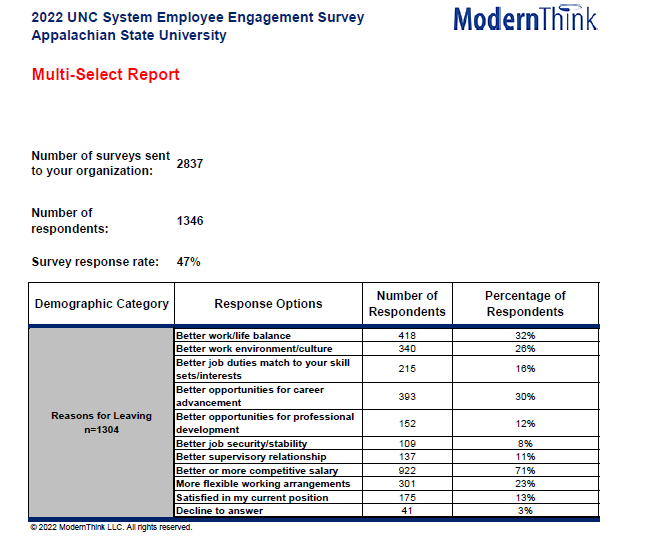 2022 UNC System Employee Engagement Survey
Appalachian State University
ModernThink
Multi-Select Report
Number of surveys sent
to your organization: 2837
Number of
respondents: 1346
Survey response rate: 47%
Demographic Category Response Options Number of Respondents Percentage of Respondents
Reasons for Leaving
n=1304
Better work/life balance 418 32%
Better work environment/culture 340 26%
Better job duties match to your skill
sets/interests 215 16%
Better opportunities for career
advancement 393 30%
Better opportunities for professional
development 152 12%
Better job security/stability 109 8%
Better supervisory relationship 137 11%
Better or more competitive salary 922 71%
More flexible working arrangements 301 23%
Satisfied in my current position 175 13%
Decline to answer 41 3%
© 2022 ModernThink LLC. All rights reserved.